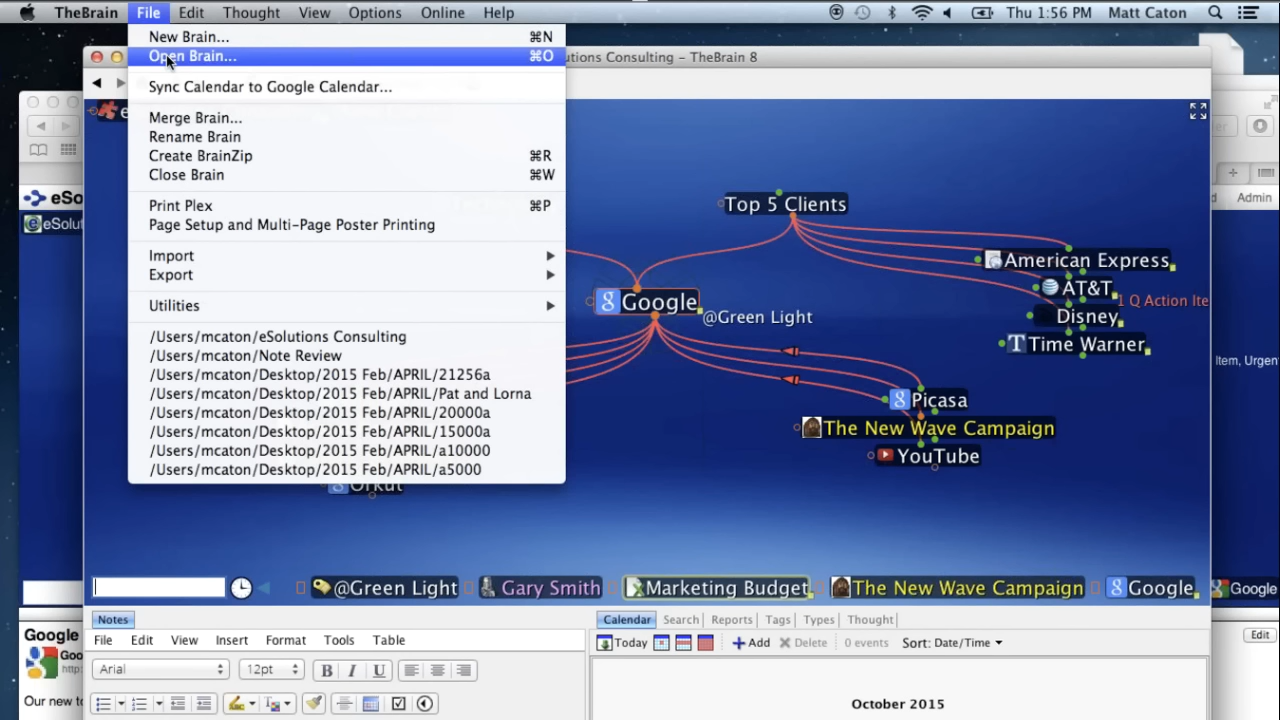 TheBrain File Edit Thought View Options Online Help Thu 1:56 PM Matt Caton
New Brain... ⌘N
Open Brain... ⌘O
Sync Calendar to Google Calendar...
Merge Brain...
Rename Brain
Create BrainZip ⌘R
Close Brain ⌘W
Print Plex ⌘P
Page Setup and Multi-Page Poster Printing
Import
Export
Utilities
/Users/mcaton/eSolutions Consulting
/Users/mcaton/Note Review
/Users/mcaton/Desktop/2015 Feb/APRIL/21256a
/Users/mcaton/Desktop/2015 Feb/APRIL/Pat and Lorna
/Users/mcaton/Desktop/2015 Feb/APRIL/20000a
/Users/mcaton/Desktop/2015 Feb/APRIL/15000a
/Users/mcaton/Desktop/2015 Feb/APRIL/a10000
/Users/mcaton/Desktop/2015 Feb/APRIL/a5000
utions Consulting - TheBrain 8
eSo
eSolut
Admin
Top 5 Clients
American Express
AT&T
1 Q Action Ite
Disney
Time Warner
Item, Urgen
Google
@Green Light
Picasa
The New Wave Campaign
YouTube
Orkut
@Green Light Gary Smith Marketing Budget The New Wave Campaign Google Google
Notes
File Edit View Insert Format Tools Table
Arial 12pt B I U
Calendar Search Reports Tags Types Thought
Today Add Delete 0 events Sort: Date/Time
October 2015
Google
Goo
http:
Our new to
Edit